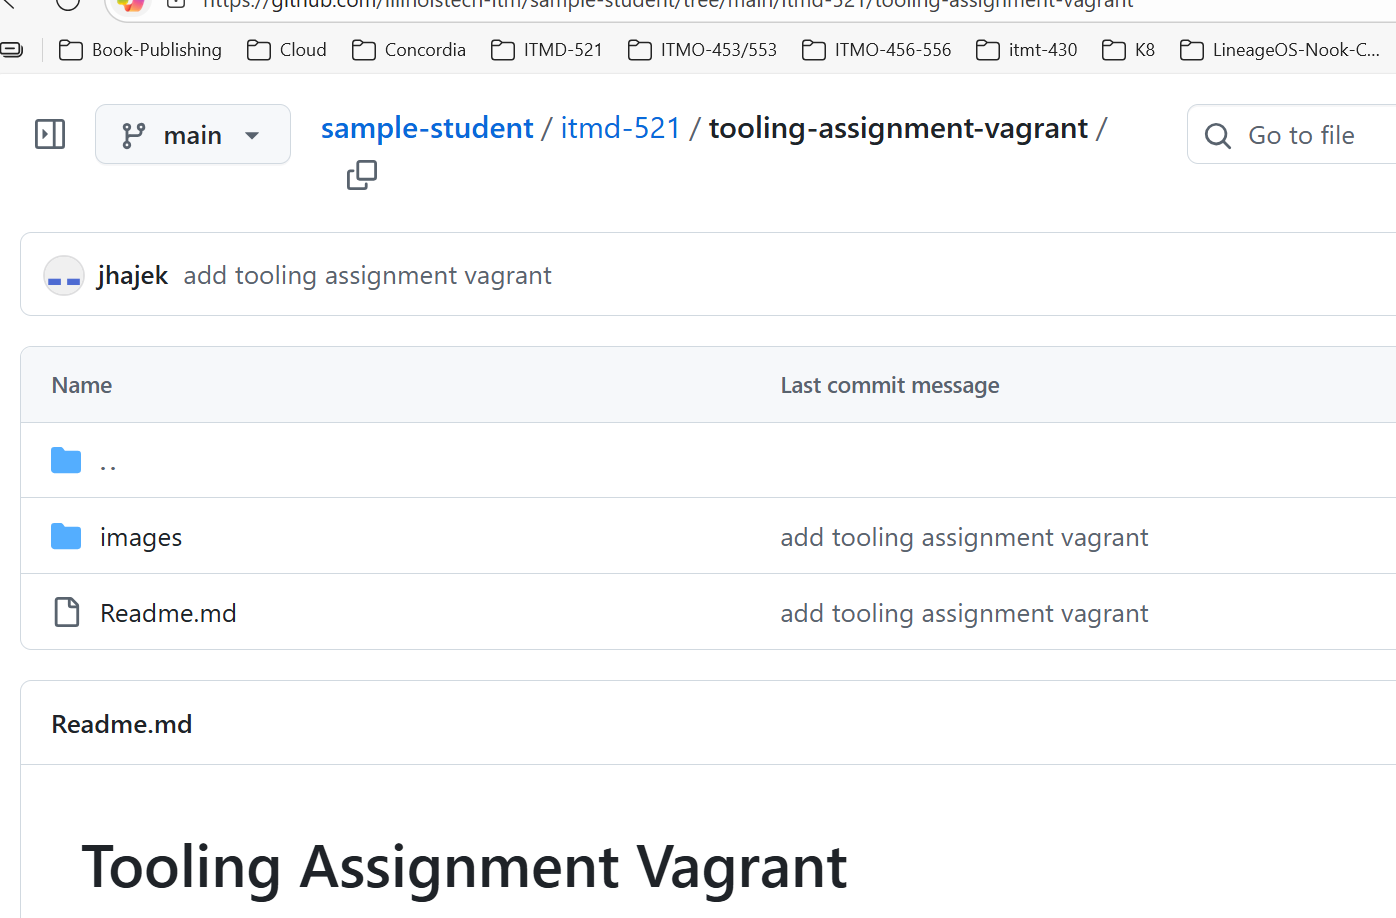 https://github.com/illinoistech-itm/sample-student/tree/main/itmd-521/tooling-assignment-vagrant
Book-Publishing Cloud Concordia ITMD-521 ITMO-453/553 ITMO-456-556 itmt-430 K8 LineageOS-Nook-C...
main sample-student / itmd-521 / tooling-assignment-vagrant / Go to file
jhajek add tooling assignment vagrant
Name Last commit message
..
images add tooling assignment vagrant
Readme.md add tooling assignment vagrant
Readme.md
Tooling Assignment Vagrant